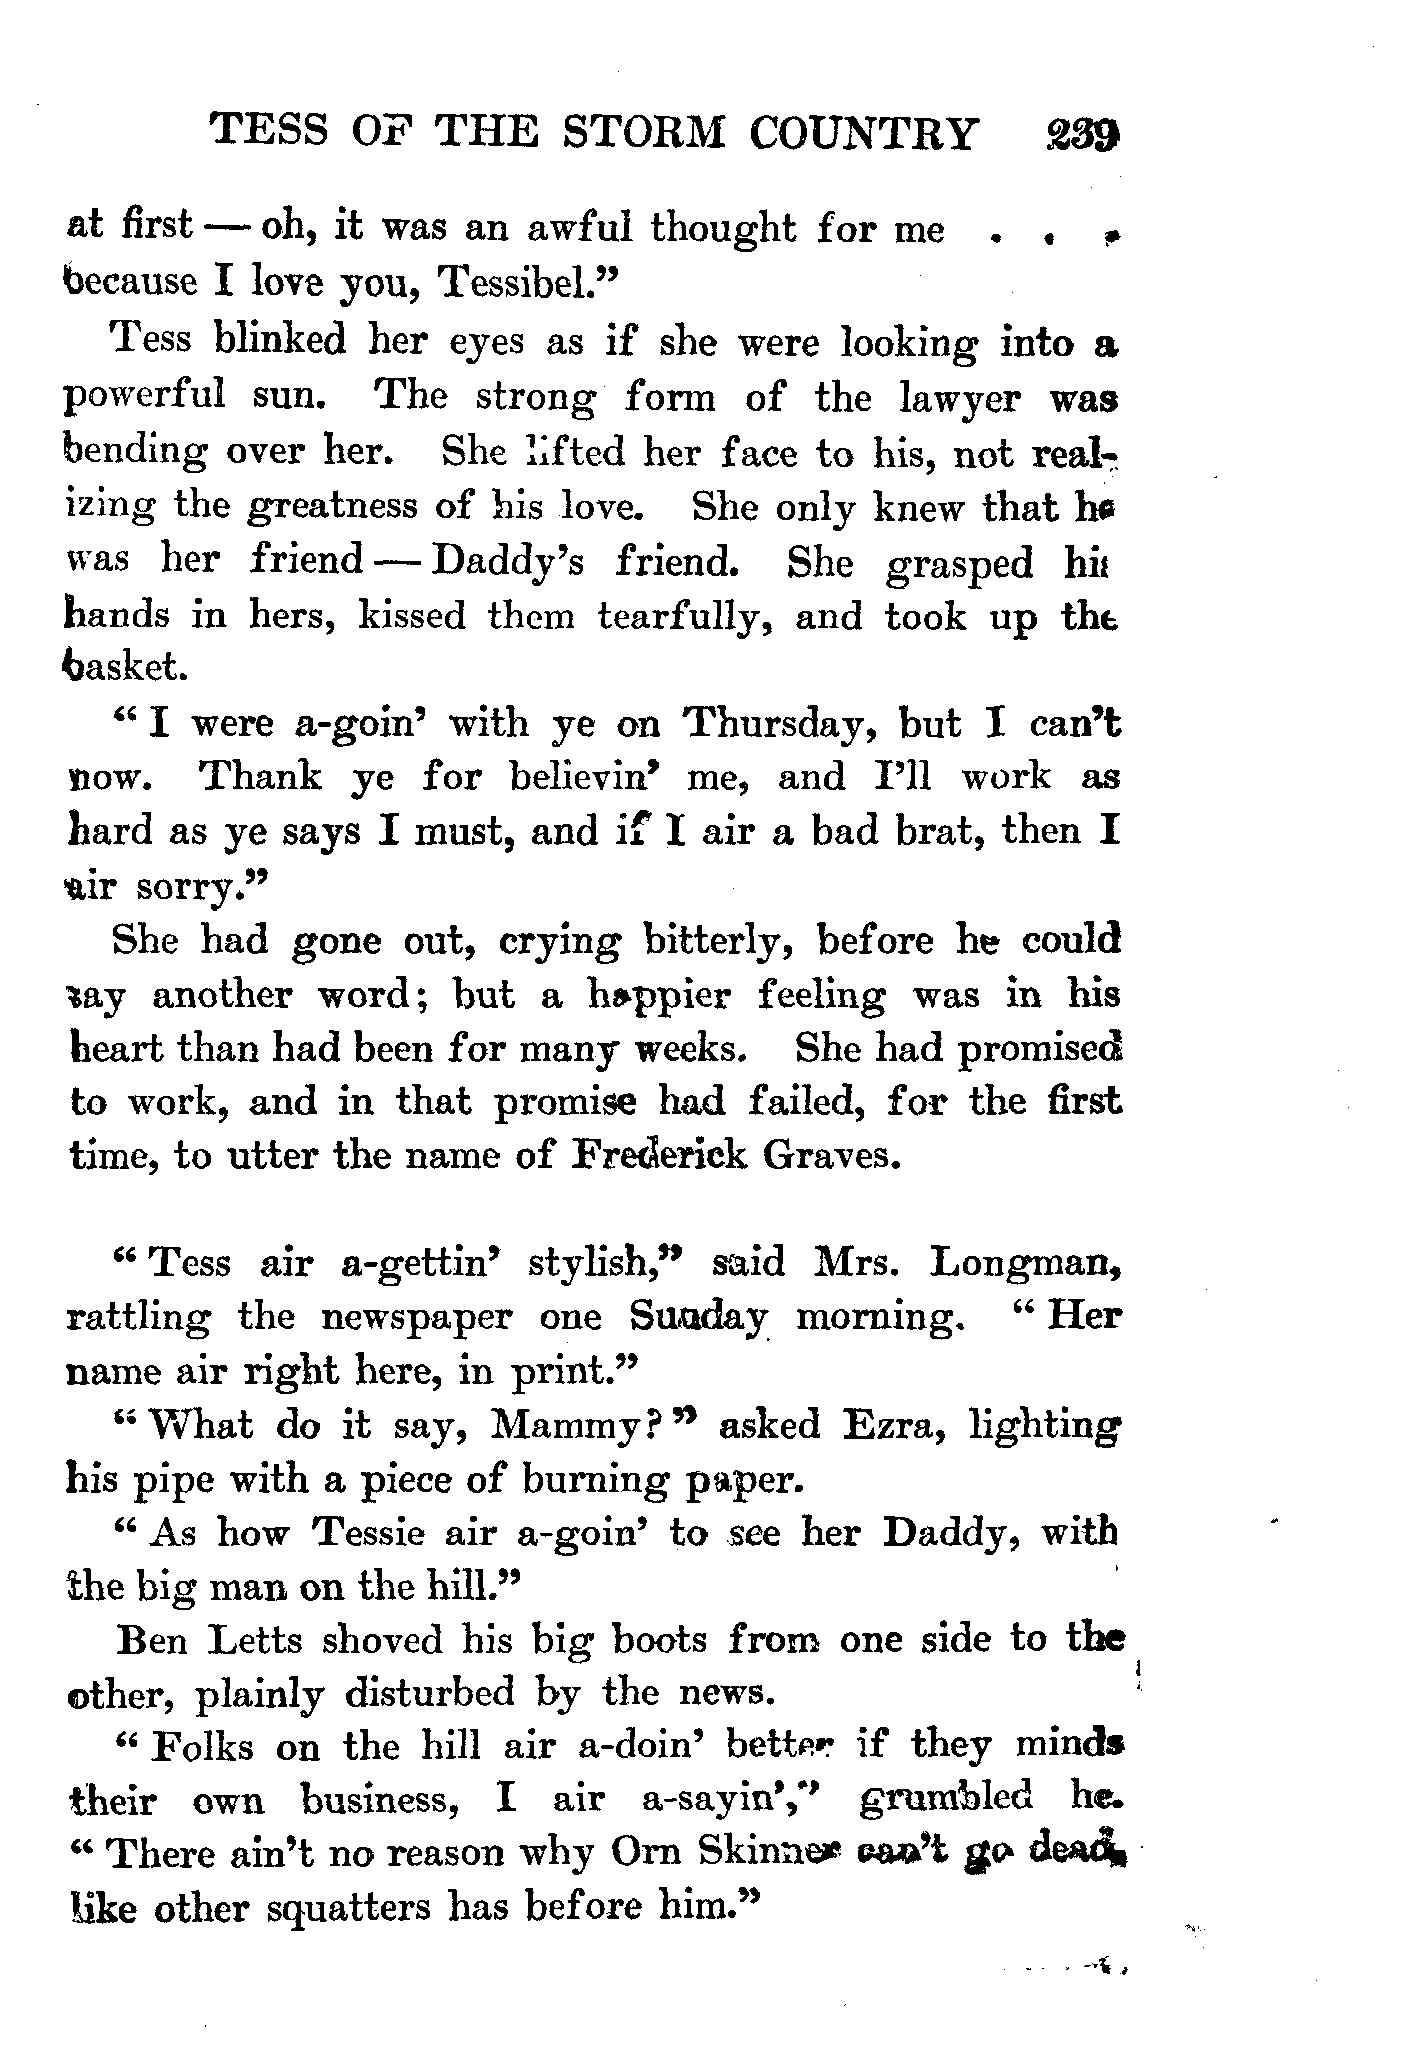 TESS OF THE STORM COUNTRY 239
at first — oh, it was an awful thought for me . . .
because I love you, Tessibel.”
Tess blinked her eyes as if she were looking into a
powerful sun. The strong form of the lawyer was
bending over her. She lifted her face to his, not real-
izing the greatness of his love. She only knew that he
was her friend — Daddy’s friend. She grasped his
hands in hers, kissed them tearfully, and took up the
basket.
“ I were a-goin’ with ye on Thursday, but I can’t
now. Thank ye for believin’ me, and I’ll work as
hard as ye says I must, and if I air a bad brat, then I
air sorry.”
She had gone out, crying bitterly, before he could
say another word; but a happier feeling was in his
heart than had been for many weeks. She had promised
to work, and in that promise had failed, for the first
time, to utter the name of Frederick Graves.
“ Tess air a-gettin’ stylish,” said Mrs. Longman,
rattling the newspaper one Sunday morning. “ Her
name air right here, in print.”
“ What do it say, Mammy? ” asked Ezra, lighting
his pipe with a piece of burning paper.
“ As how Tessie air a-goin’ to see her Daddy, with
the big man on the hill.”
Ben Letts shoved his big boots from one side to the
other, plainly disturbed by the news.
“ Folks on the hill air a-doin’ better if they minds
their own business, I air a-sayin’,” grumbled he.
“ There ain’t no reason why Orn Skinner can’t go dead,
like other squatters has before him.”